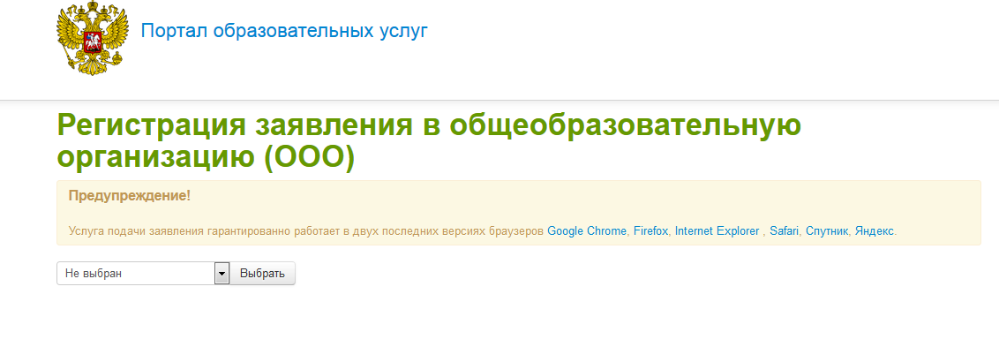 Портал образовательных услуг
Регистрация заявления в общеобразовательную
организацию (ООО)
Предупреждение!
Услуга подачи заявления гарантированно работает в двух последних версиях браузеров Google Chrome, Firefox, Internet Explorer , Safari, Спутник, Яндекс.
Не выбран Выбрать